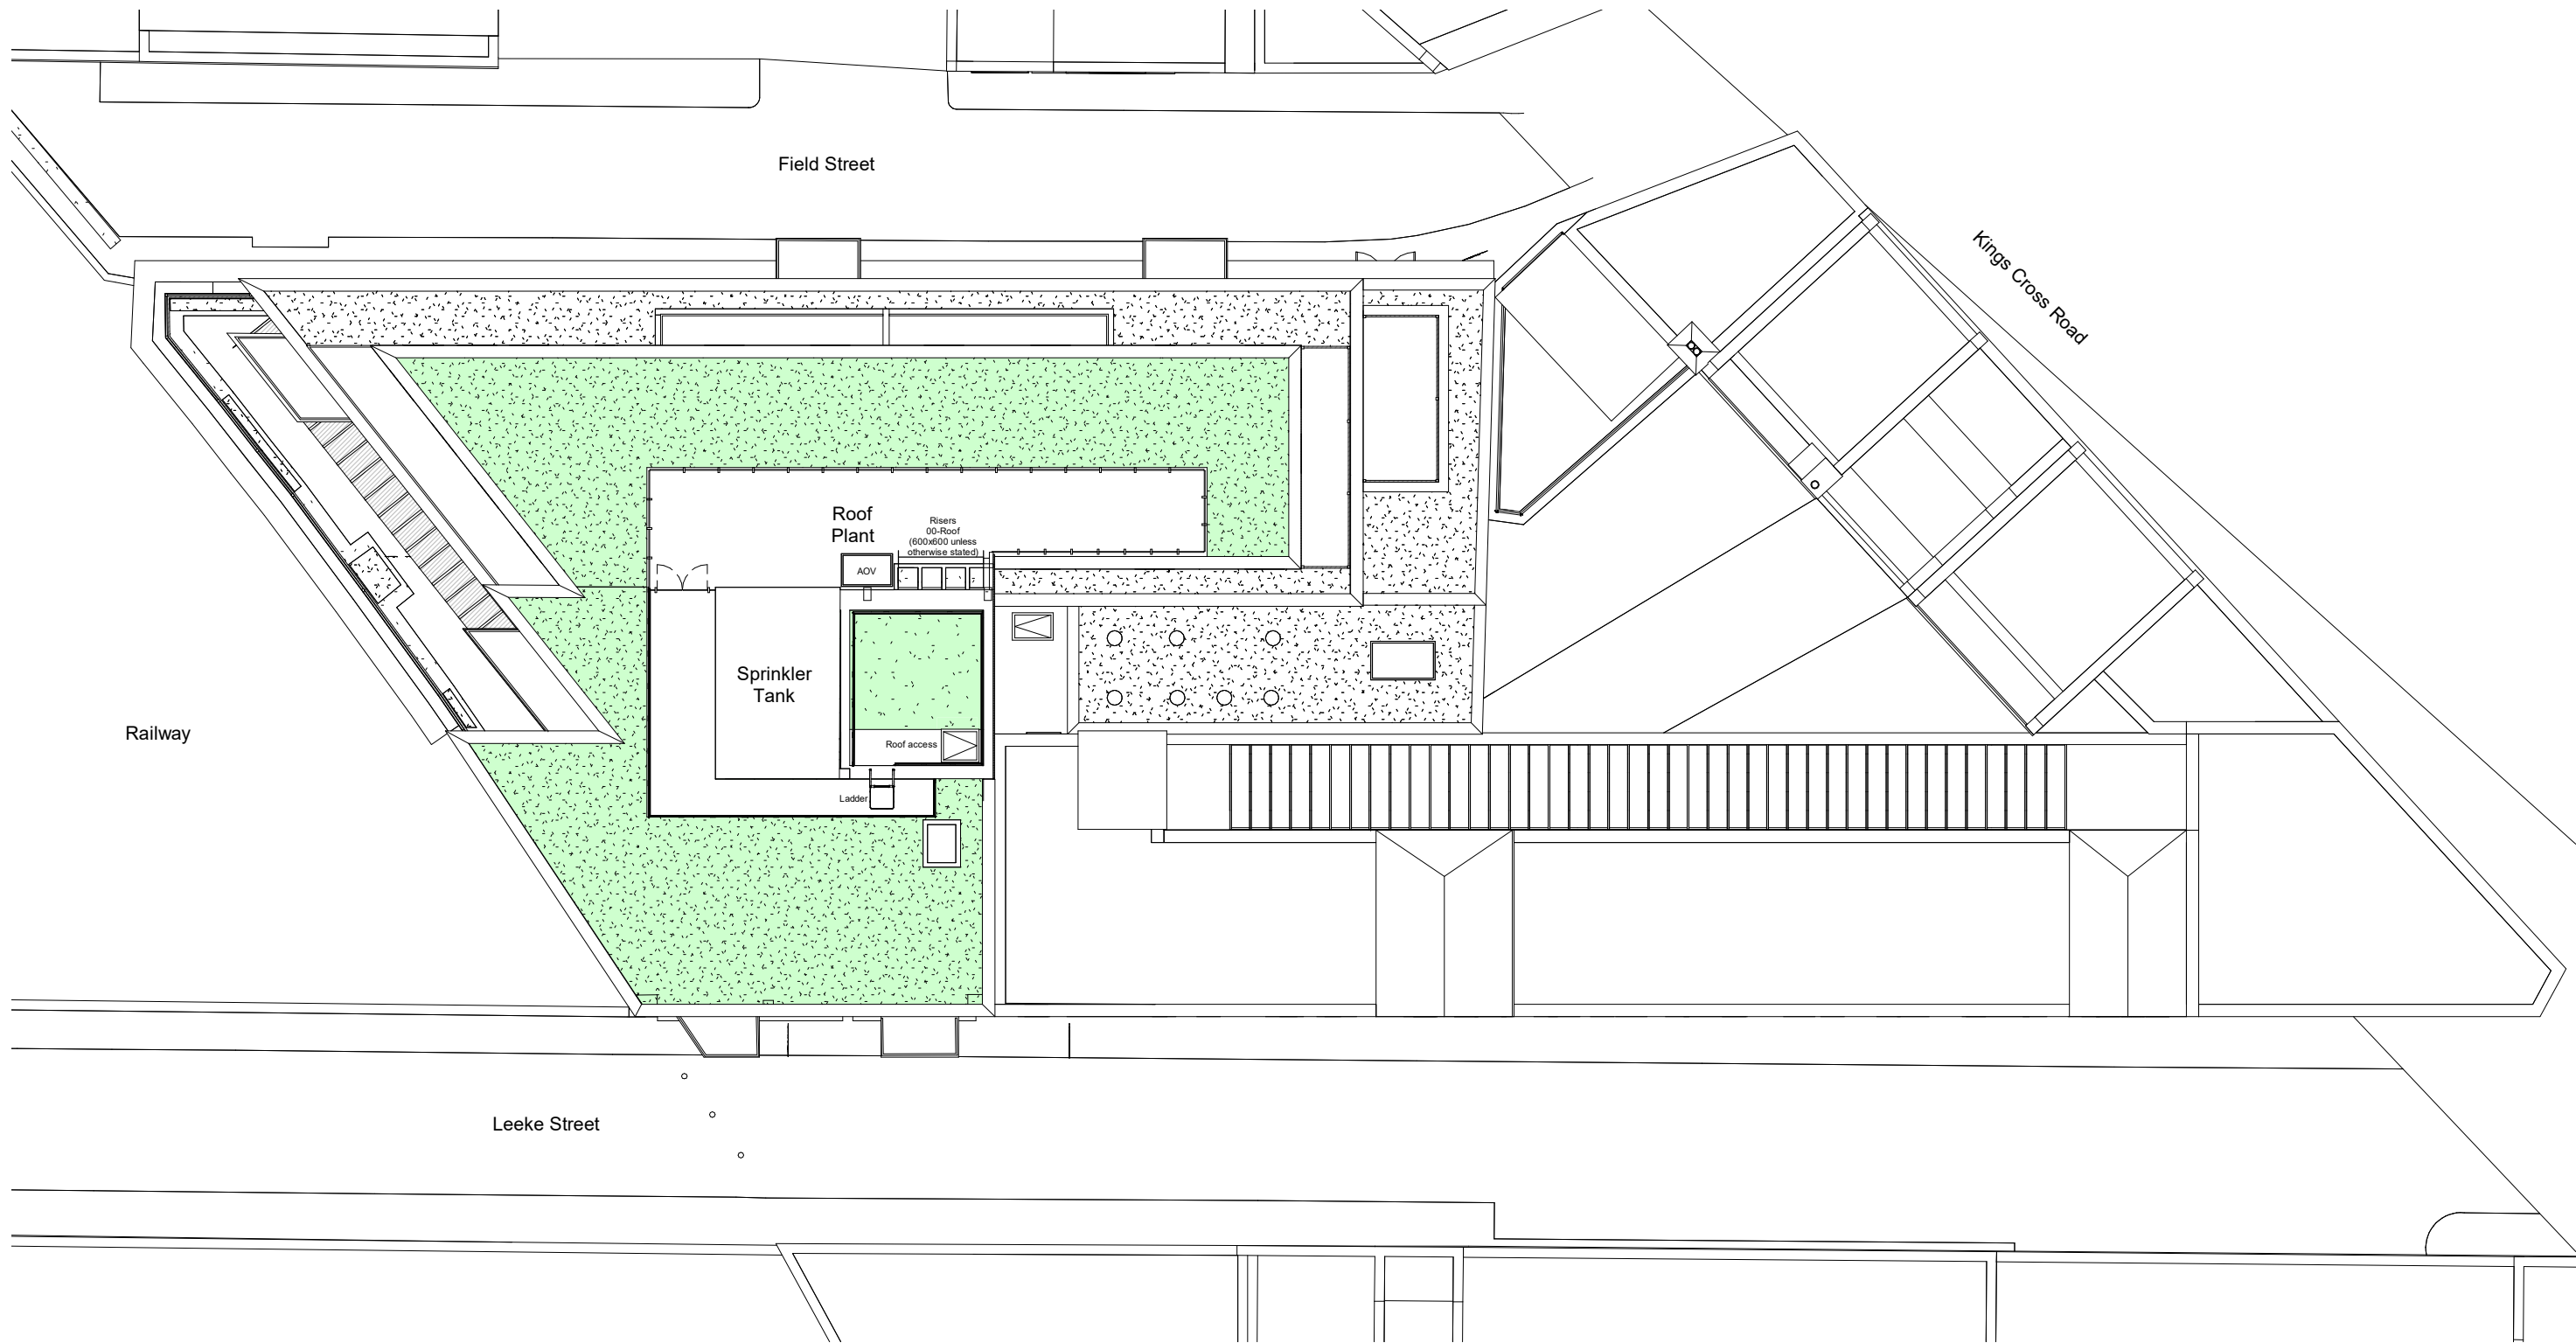 Field Street
Kings Cross Road
Roof
Plant
Risers
00-Roof
(600x600 unless
otherwise stated)
AOV
Sprinkler
Tank
Railway
Roof access
Ladder
Leeke Street